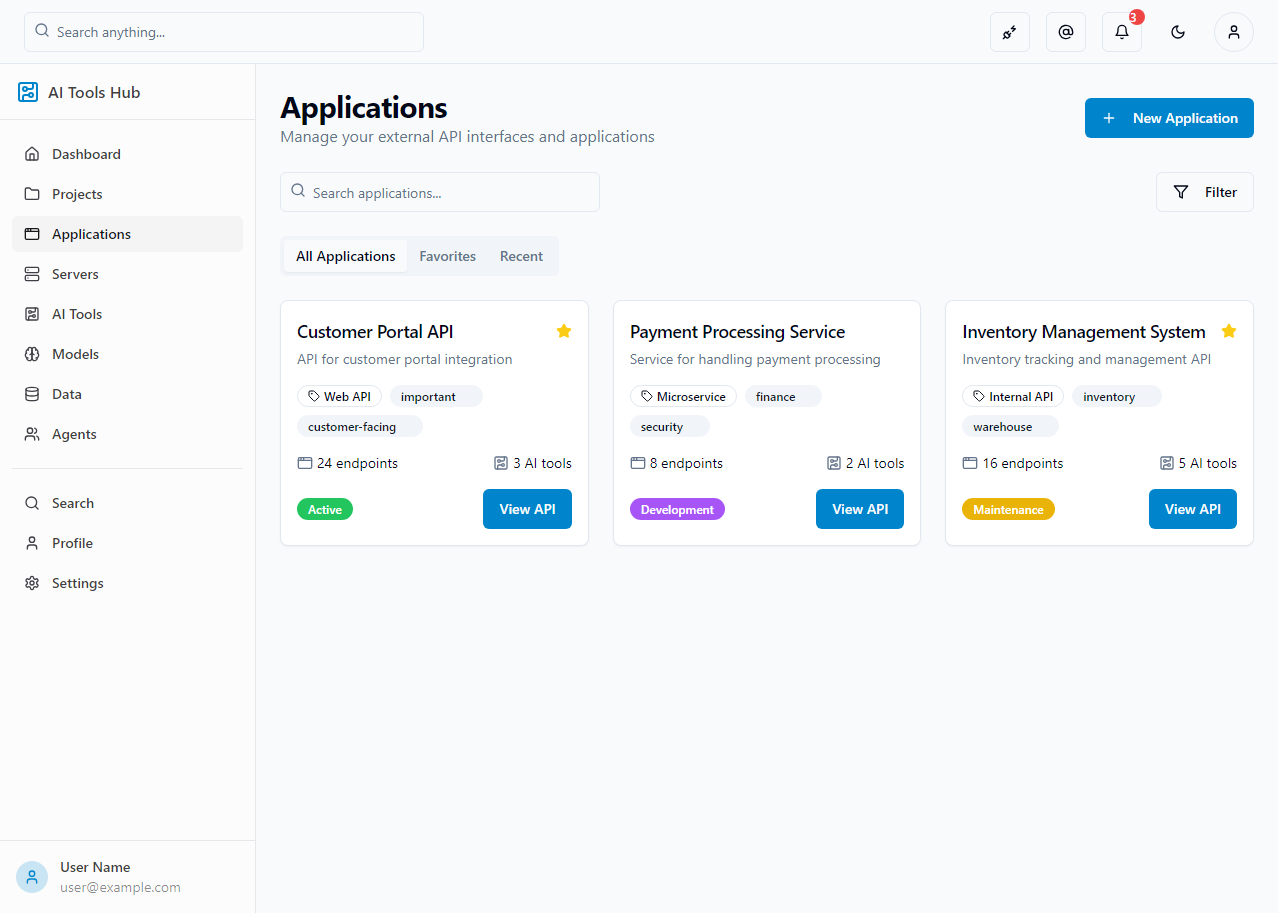 Search anything...
3
AI Tools Hub
Dashboard
Projects
Applications
Servers
AI Tools
Models
Data
Agents
Search
Profile
Settings
User Name
user@example.com
Applications
Manage your external API interfaces and applications
New Application
Search applications...
Filter
All Applications
Favorites
Recent
Customer Portal API
API for customer portal integration
Web API
important
customer-facing
24 endpoints
3 AI tools
Active
View API
Payment Processing Service
Service for handling payment processing
Microservice
finance
security
8 endpoints
2 AI tools
Development
View API
Inventory Management System
Inventory tracking and management API
Internal API
inventory
warehouse
16 endpoints
5 AI tools
Maintenance
View API